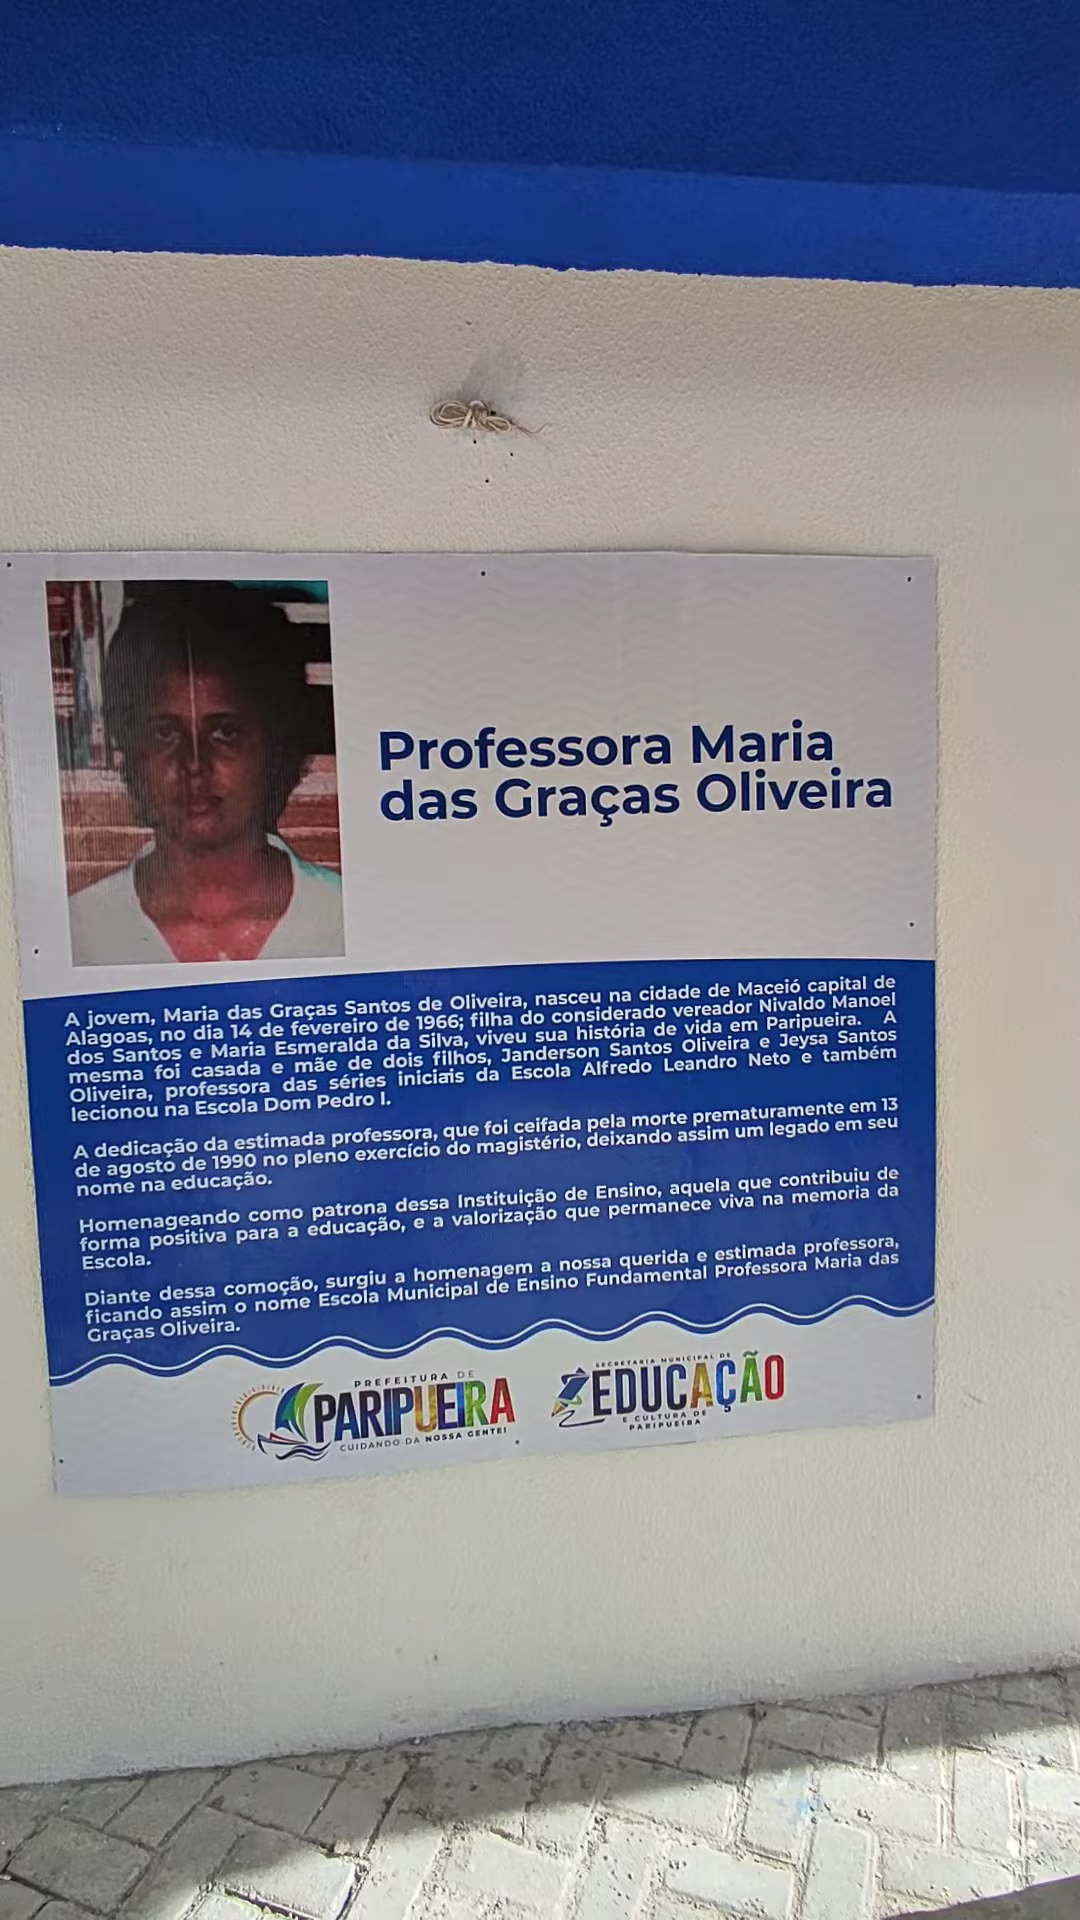 Professora Maria
das Graças Oliveira
A jovem, Maria das Graças Santos de Oliveira, nasceu na cidade de Maceió capital de
Alagoas, no dia 14 de fevereiro de 1966; filha do considerado vereador Nivaldo Manoel
dos Santos e Maria Esmeralda da Silva, viveu sua história de vida em Paripueira. A
mesma foi casada e mãe de dois filhos, Janderson Santos Oliveira e Jeysa Santos
Oliveira, professora das séries iniciais da Escola Alfredo Leandro Neto e também
lecionou na Escola Dom Pedro I.
A dedicação da estimada professora, que foi ceifada pela morte prematuramente em 13
de agosto de 1990 no pleno exercício do magistério, deixando assim um legado em seu
nome na educação.
Homenageando como patrona dessa Instituição de Ensino, aquela que contribuiu de
forma positiva para a educação, e a valorização que permanece viva na memoria da
Escola.
Diante dessa comoção, surgiu a homenagem a nossa querida e estimada professora,
ficando assim o nome Escola Municipal de Ensino Fundamental Professora Maria das
Graças Oliveira.
PREFEITURA DE
PARIPUEIRA
CUIDANDO DA NOSSA GENTE!
SECRETARIA MUNICIPAL DE
EDUCAÇÃO
E CULTURA DE
PARIPUEIRA